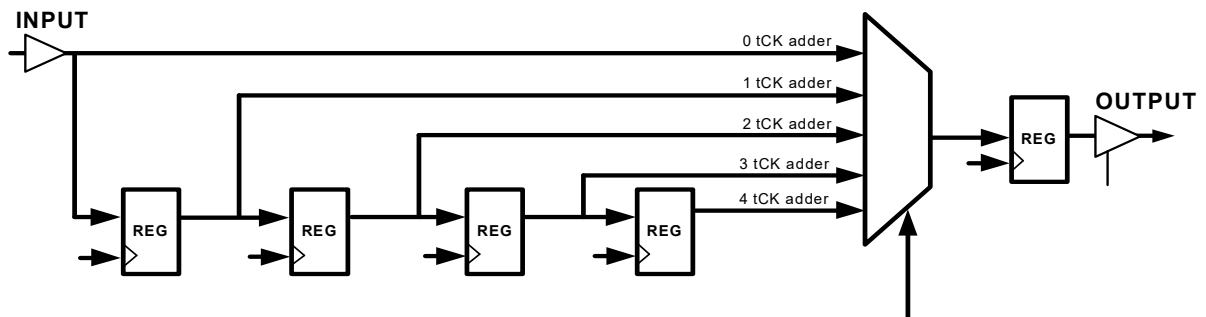 INPUT
0 tCK adder
1 tCK adder
2 tCK adder
3 tCK adder
4 tCK adder
REG
REG
REG
REG
REG
OUTPUT